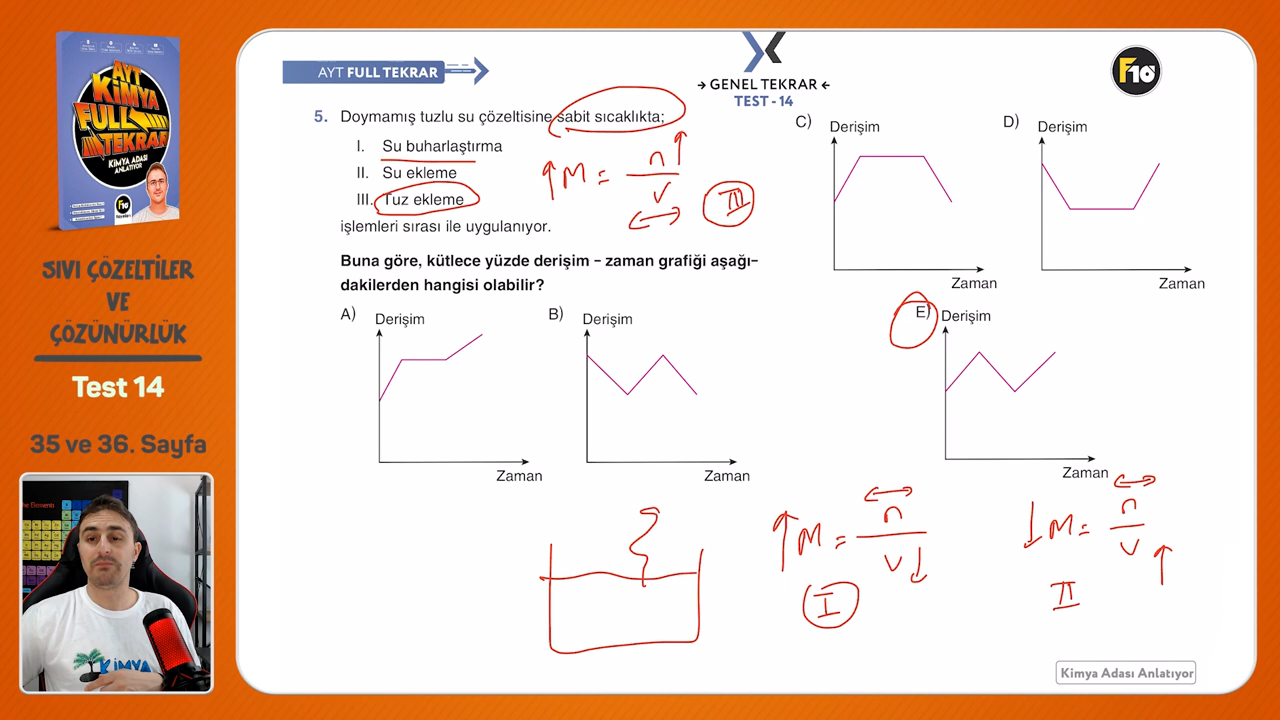 AYT
KİMYA
FULL
TEKRAR
KİMYA ADASI
ANLATIYOR
F10
SIVI ÇÖZELTİLER
VE
ÇÖZÜNÜRLÜK
Test 14
35 ve 36. Sayfa
KİMYA
AYT FULL TEKRAR
GENEL TEKRAR
TEST - 14
F10
5. Doymamış tuzlu su çözeltisine sabit sıcaklıkta;
I. Su buharlaştırma
II. Su ekleme
III. Tuz ekleme
işlemleri sırası ile uygulanıyor.
Buna göre, kütlece yüzde derişim – zaman grafiği aşağı-
dakilerden hangisi olabilir?
↑M = n↑ / V
III
A) Derişim
Zaman
B) Derişim
Zaman
C) Derişim
Zaman
D) Derişim
Zaman
E) Derişim
Zaman
↑M = n / V↓
I
↓M = n / V↑
II
Kimya Adası Anlatıyor